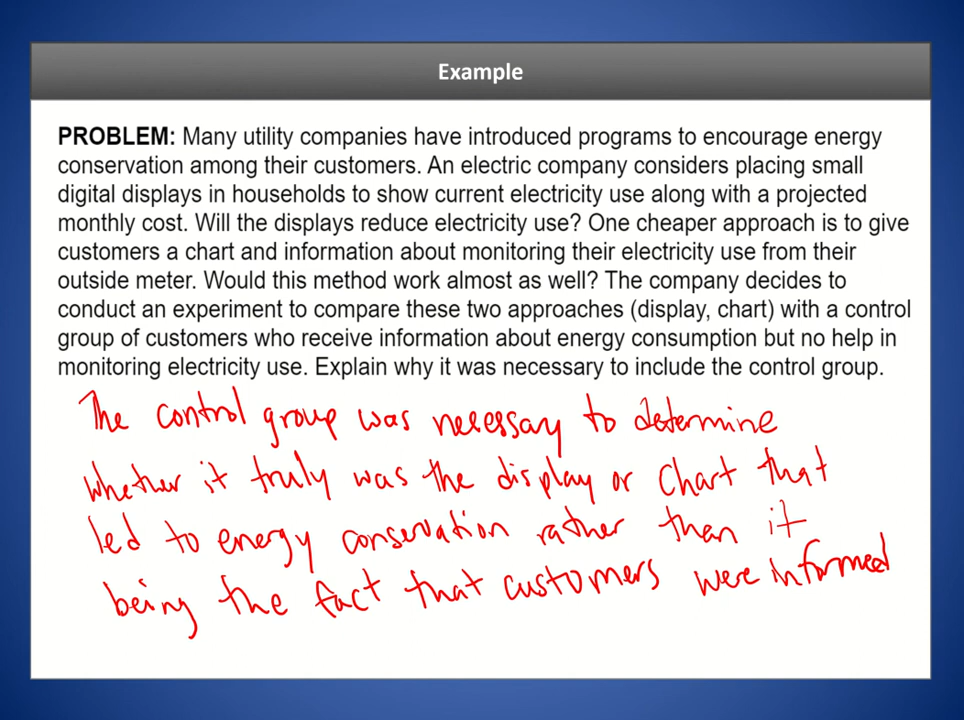 Example
PROBLEM: Many utility companies have introduced programs to encourage energy
conservation among their customers. An electric company considers placing small
digital displays in households to show current electricity use along with a projected
monthly cost. Will the displays reduce electricity use? One cheaper approach is to give
customers a chart and information about monitoring their electricity use from their
outside meter. Would this method work almost as well? The company decides to
conduct an experiment to compare these two approaches (display, chart) with a control
group of customers who receive information about energy consumption but no help in
monitoring electricity use. Explain why it was necessary to include the control group.
The control group was necessary to determine
whether it truly was the display or chart that
led to energy conservation rather than it
being the fact that customers were informed